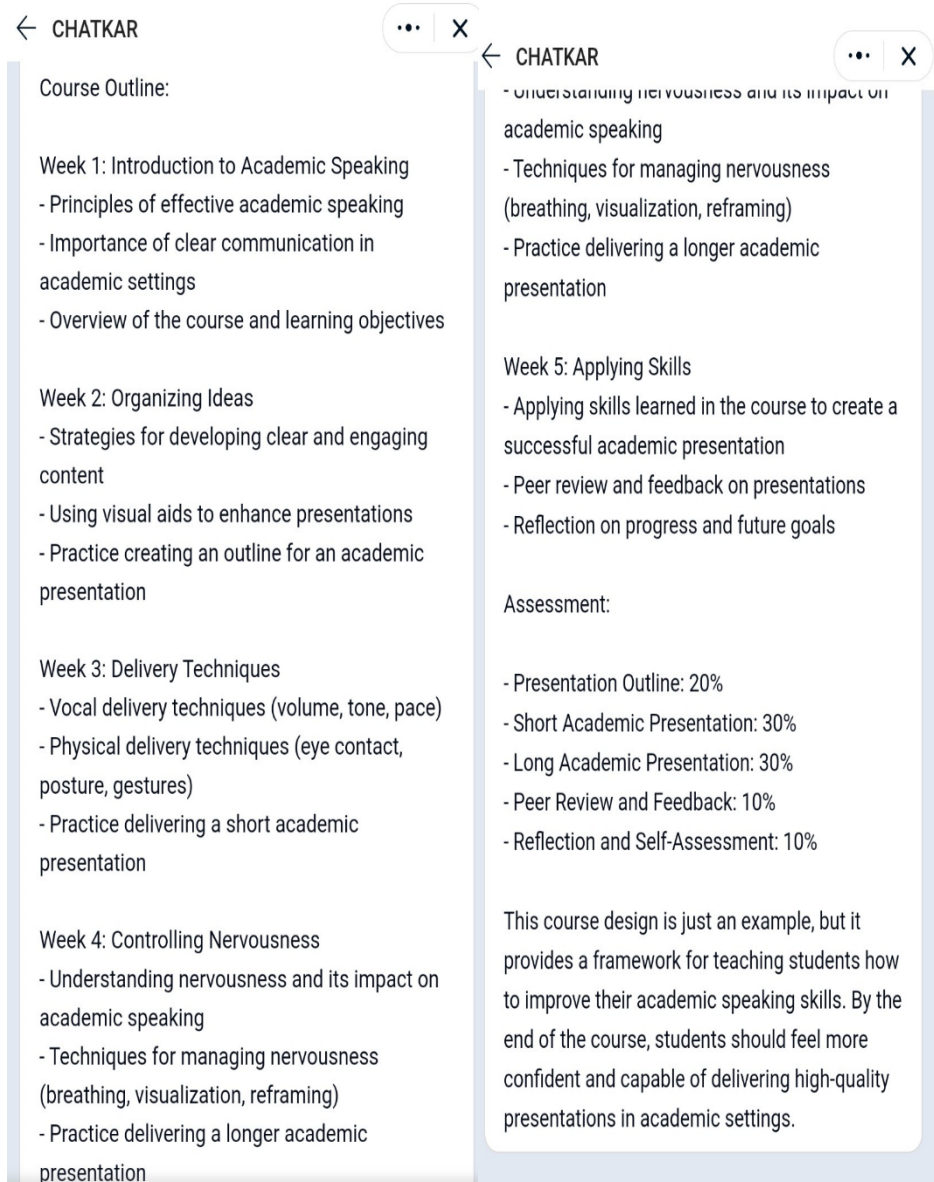 CHATKAR
Course Outline:
Week 1: Introduction to Academic Speaking
- Principles of effective academic speaking
- Importance of clear communication in
academic settings
- Overview of the course and learning objectives
Week 2: Organizing Ideas
- Strategies for developing clear and engaging
content
- Using visual aids to enhance presentations
- Practice creating an outline for an academic
presentation
Week 3: Delivery Techniques
- Vocal delivery techniques (volume, tone, pace)
- Physical delivery techniques (eye contact,
posture, gestures)
- Practice delivering a short academic
presentation
Week 4: Controlling Nervousness
- Understanding nervousness and its impact on
academic speaking
- Techniques for managing nervousness
(breathing, visualization, reframing)
- Practice delivering a longer academic
presentation
CHATKAR
- Understanding nervousness and its impact on
academic speaking
- Techniques for managing nervousness
(breathing, visualization, reframing)
- Practice delivering a longer academic
presentation
Week 5: Applying Skills
- Applying skills learned in the course to create a
successful academic presentation
- Peer review and feedback on presentations
- Reflection on progress and future goals
Assessment:
- Presentation Outline: 20%
- Short Academic Presentation: 30%
- Long Academic Presentation: 30%
- Peer Review and Feedback: 10%
- Reflection and Self-Assessment: 10%
This course design is just an example, but it
provides a framework for teaching students how
to improve their academic speaking skills. By the
end of the course, students should feel more
confident and capable of delivering high-quality
presentations in academic settings.